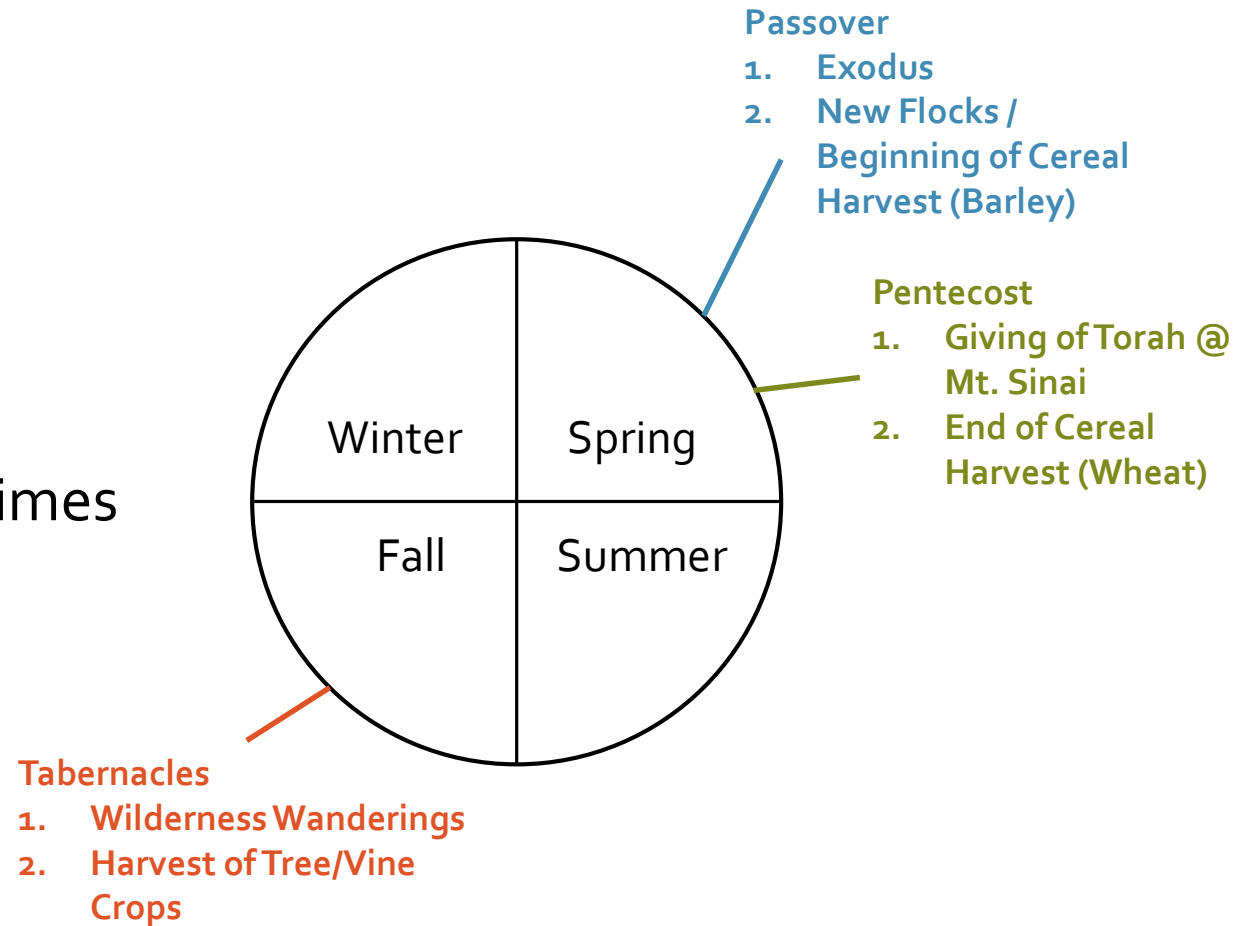 Passover
1. Exodus
2. New Flocks /
Beginning of Cereal
Harvest (Barley)
Pentecost
1. Giving of Torah @
Mt. Sinai
2. End of Cereal
Harvest (Wheat)
Winter
Spring
imes
Fall
Summer
Tabernacles
1. Wilderness Wanderings
2. Harvest of Tree/Vine
Crops